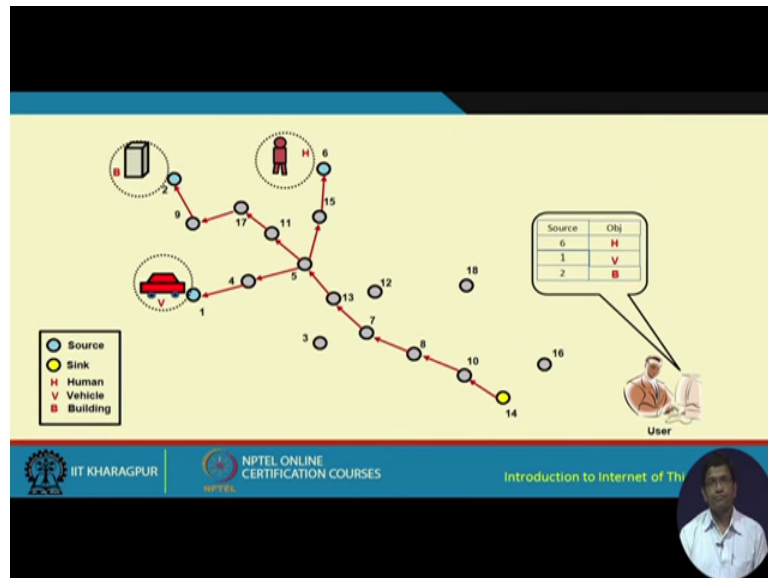 B
2
H
6
9
17
11
15
V
1
4
5
13
12
18
3
7
8
10
16
14
Source
Sink
H Human
V Vehicle
B Building
Source Obj
6 H
1 V
2 B
User
IIT KHARAGPUR
NPTEL
NPTEL ONLINE
CERTIFICATION COURSES
Introduction to Internet of Thi